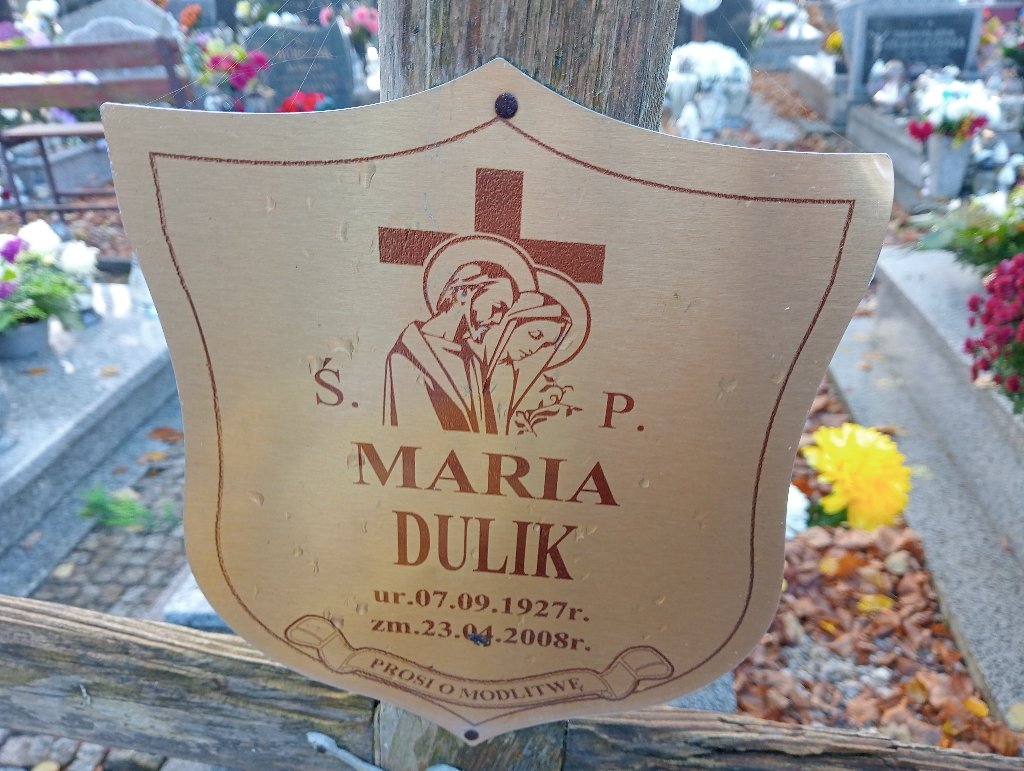 Ś. P.
MARIA
DULIK
ur.07.09.1927r.
zm.23.04.2008r.
PROSI O MODLITWĘ